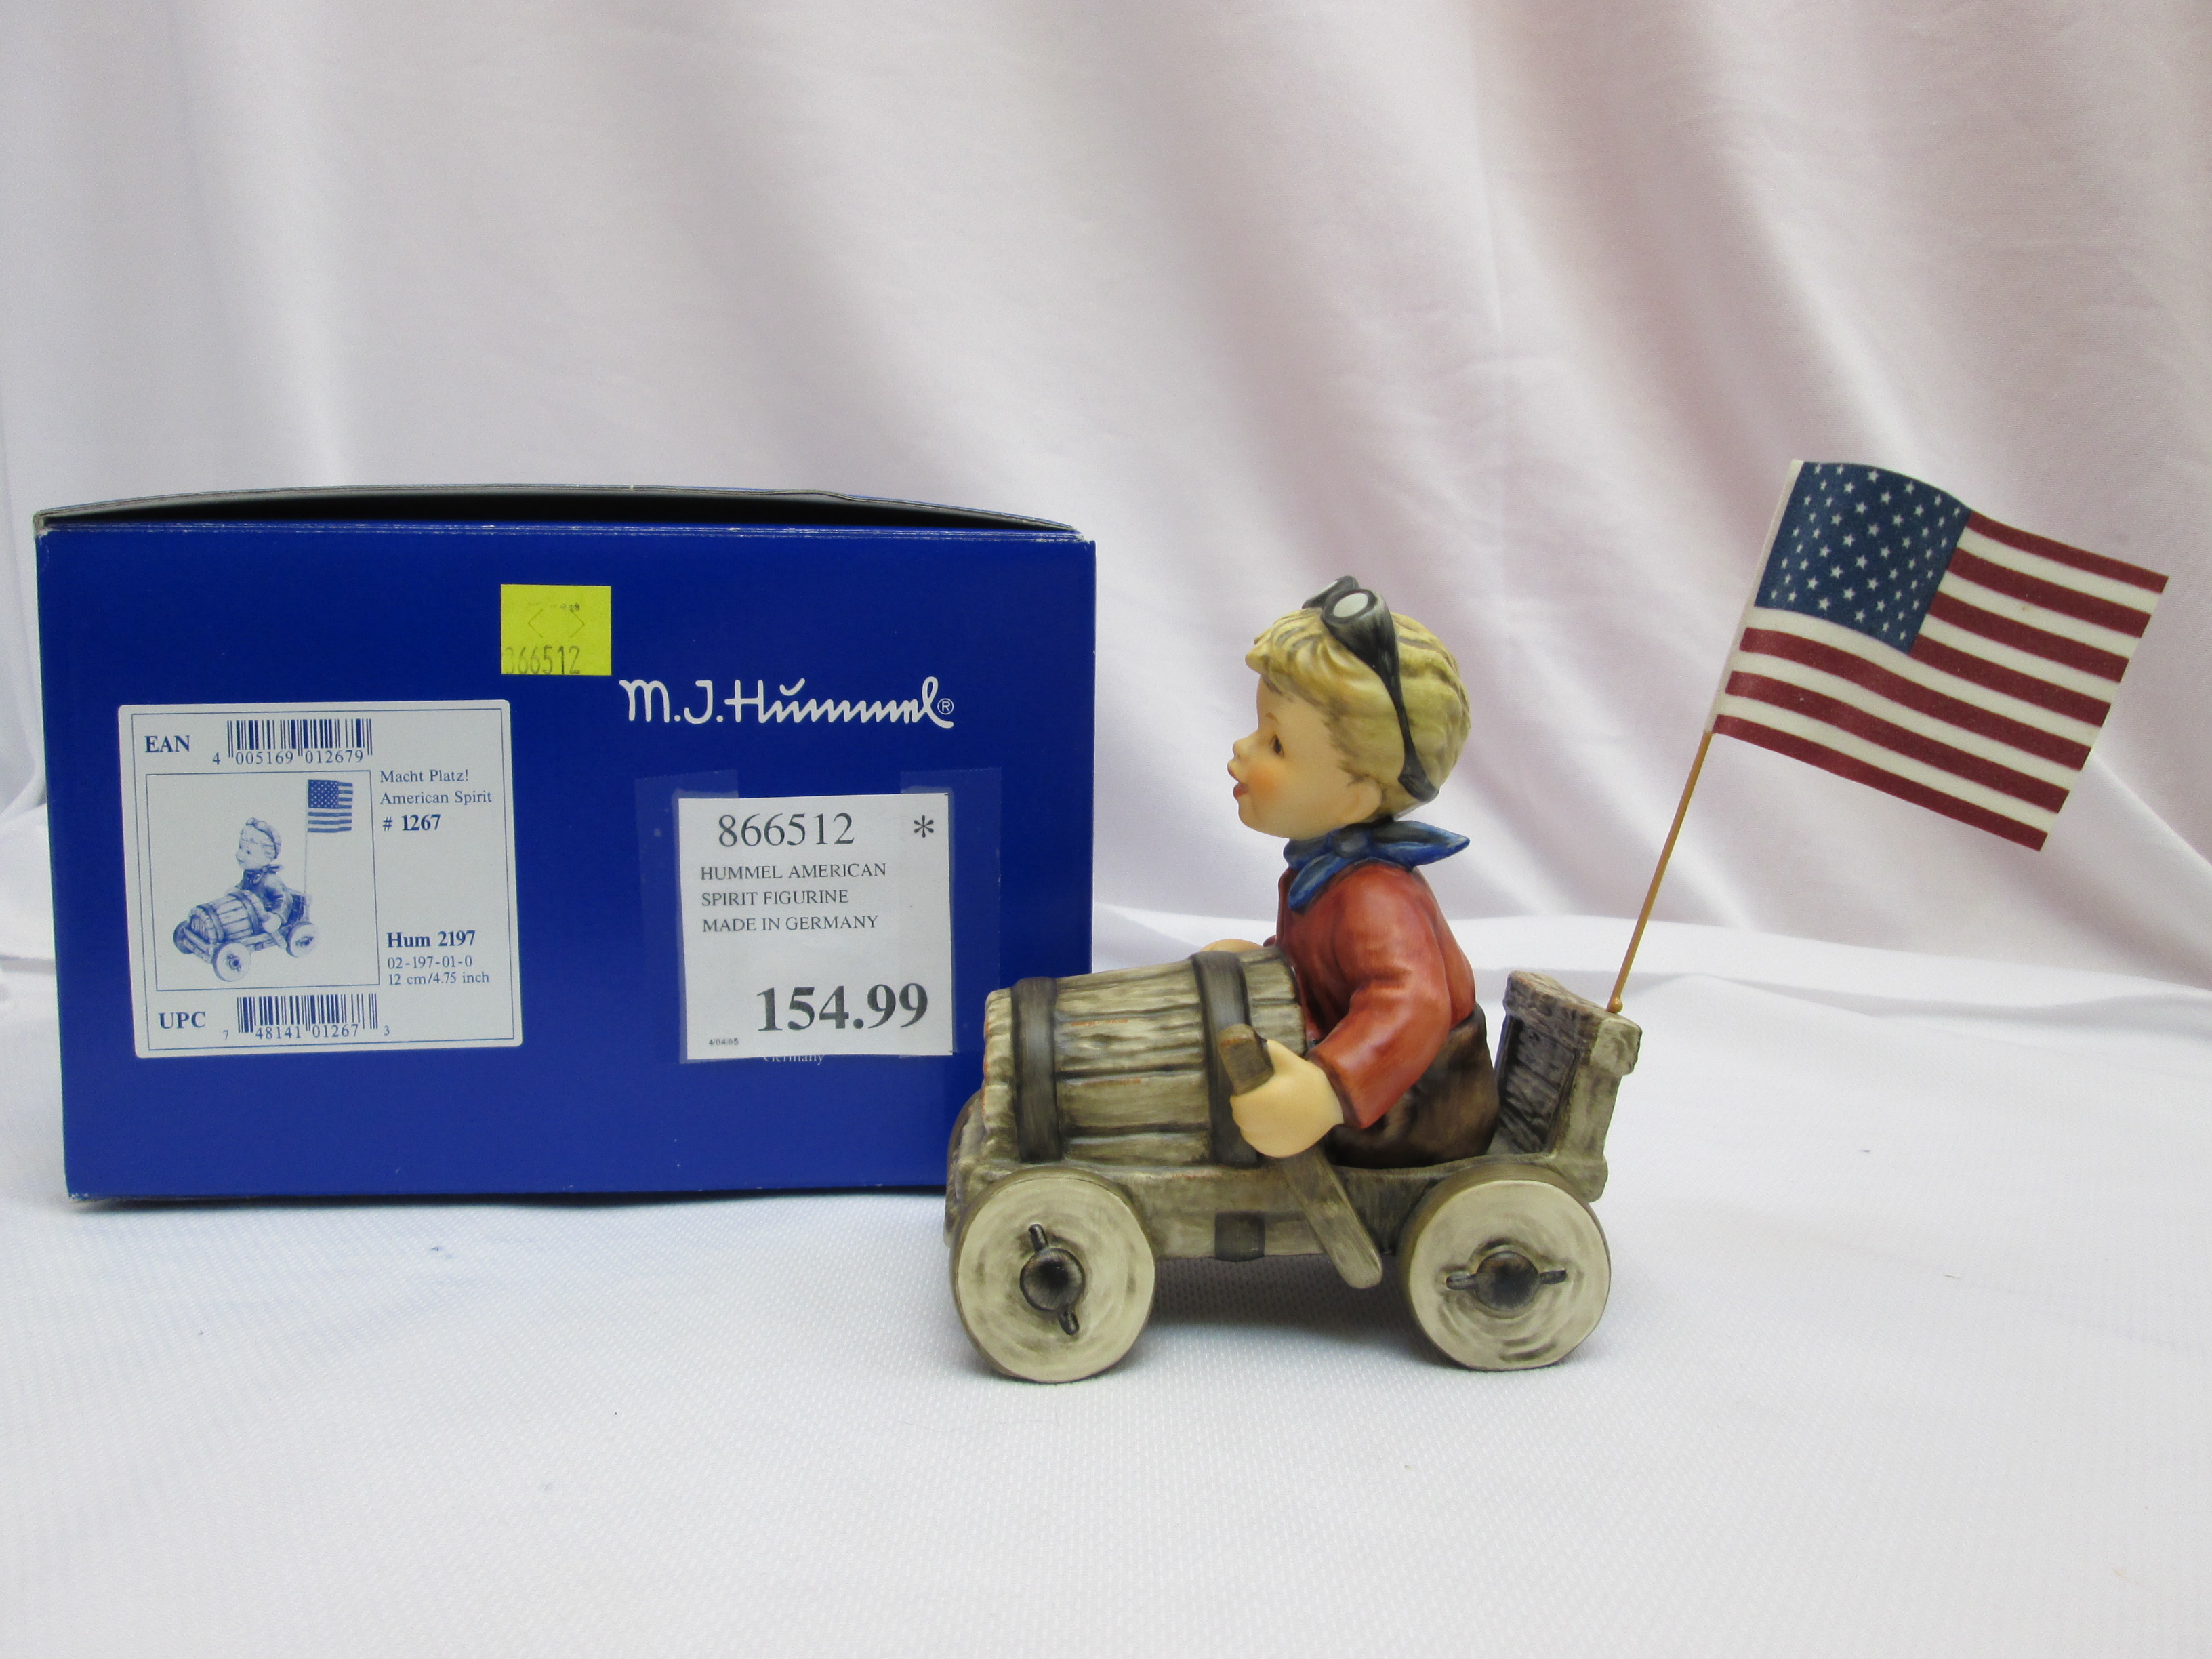 366512
M.J.Hummel®
EAN
4 005169 012679
Macht Platz!
American Spirit
# 1267
Hum 2197
02-197-01-0
12 cm/4.75 inch
UPC
7 48141 01267 3
866512 *
HUMMEL AMERICAN
SPIRIT FIGURINE
MADE IN GERMANY
154.99
4/04/05
Germany